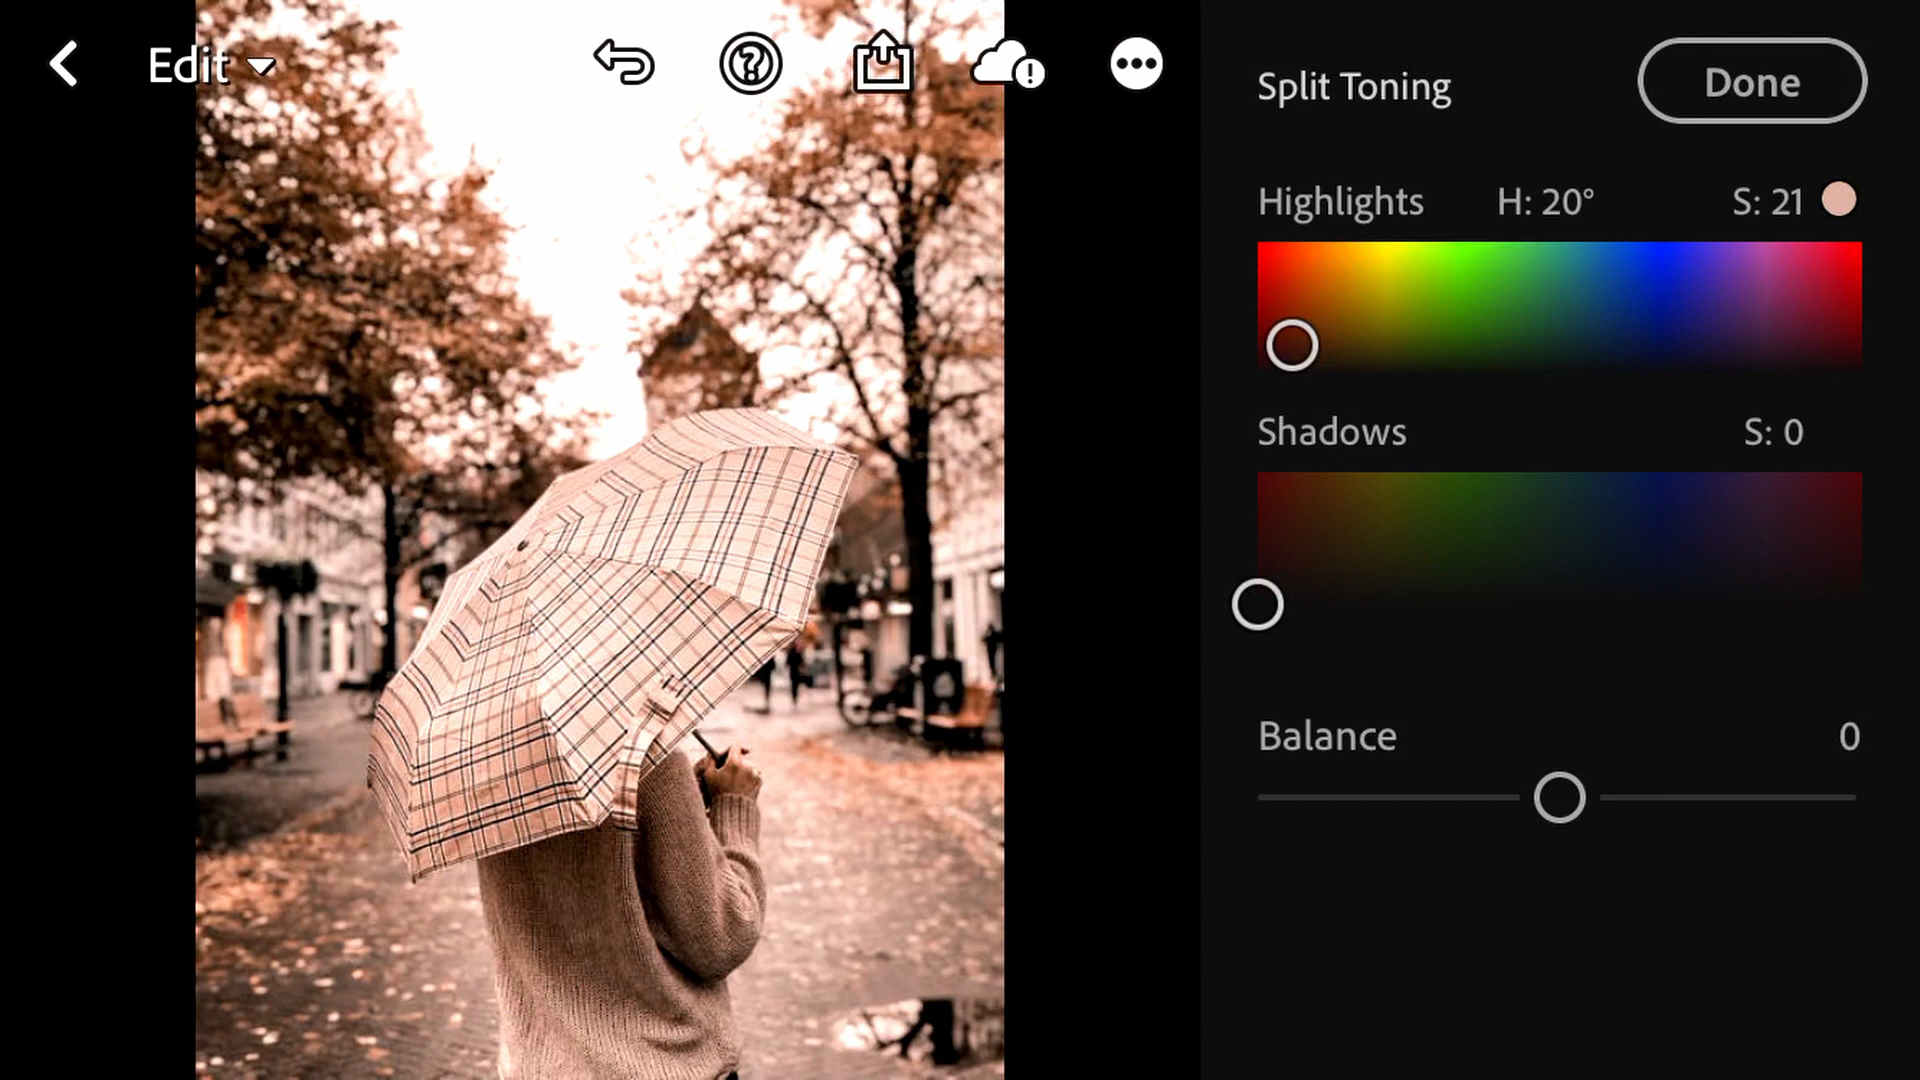 Edit
Split Toning
Done
Highlights H: 20° S: 21
Shadows S: 0
Balance 0